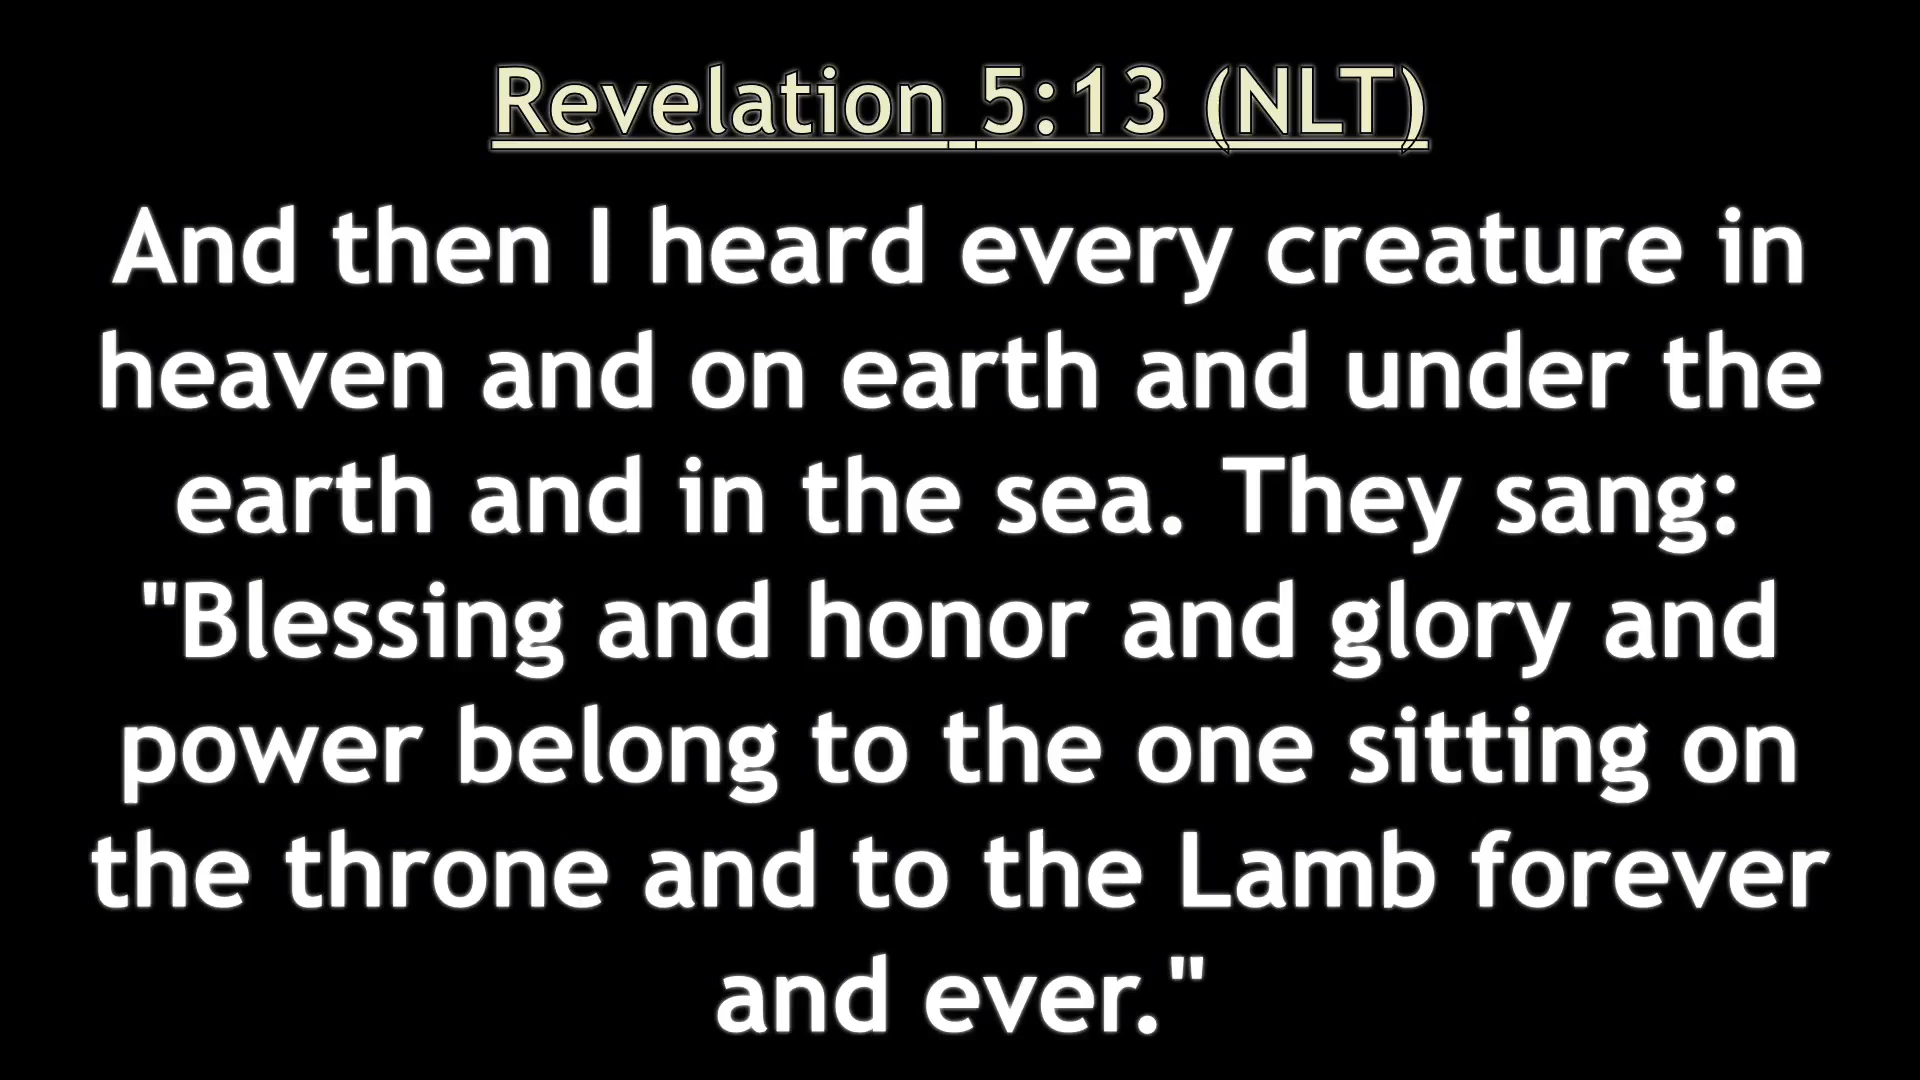 Revelation 5:13 (NLT)
And then I heard every creature in
heaven and on earth and under the
earth and in the sea. They sang:
"Blessing and honor and glory and
power belong to the one sitting on
the throne and to the Lamb forever
and ever."